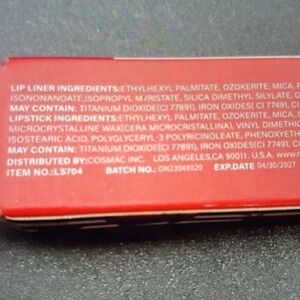 LIP LINER INGREDIENTS:ETHYLHEXYL PALMITATE, OZOKERITE, MICA,
ISONONANOATE,ISOPROPYL MYRISTATE, SILICA DIMETHYL SILYLATE,
MAY CONTAIN: TITANIUM DIOXIDE(CI 77891), IRON OXIDES(CI 77491, CI
LIPSTICK INGREDIENTS:ETHYLHEXYL PALMITATE, OZOKERITE, MICA,
MICROCRYSTALLINE WAX(CERA MICROCRISTALLINA), VINYL DIMETHIC
ISOSTEARIC ACID, POLYGLYCERYL-3 POLYRICINOLEATE, PHENOXYETH
MAY CONTAIN: TITANIUM DIOXIDE(CI 77891), IRON OXIDES(CI 77491, C
DISTRIBUTED BY:COSMAC INC. LOS ANGELES,CA 90011. U.S.A. www.
ITEM NO.:LS704 BATCH NO.: EXP.DATE 04/30/2027